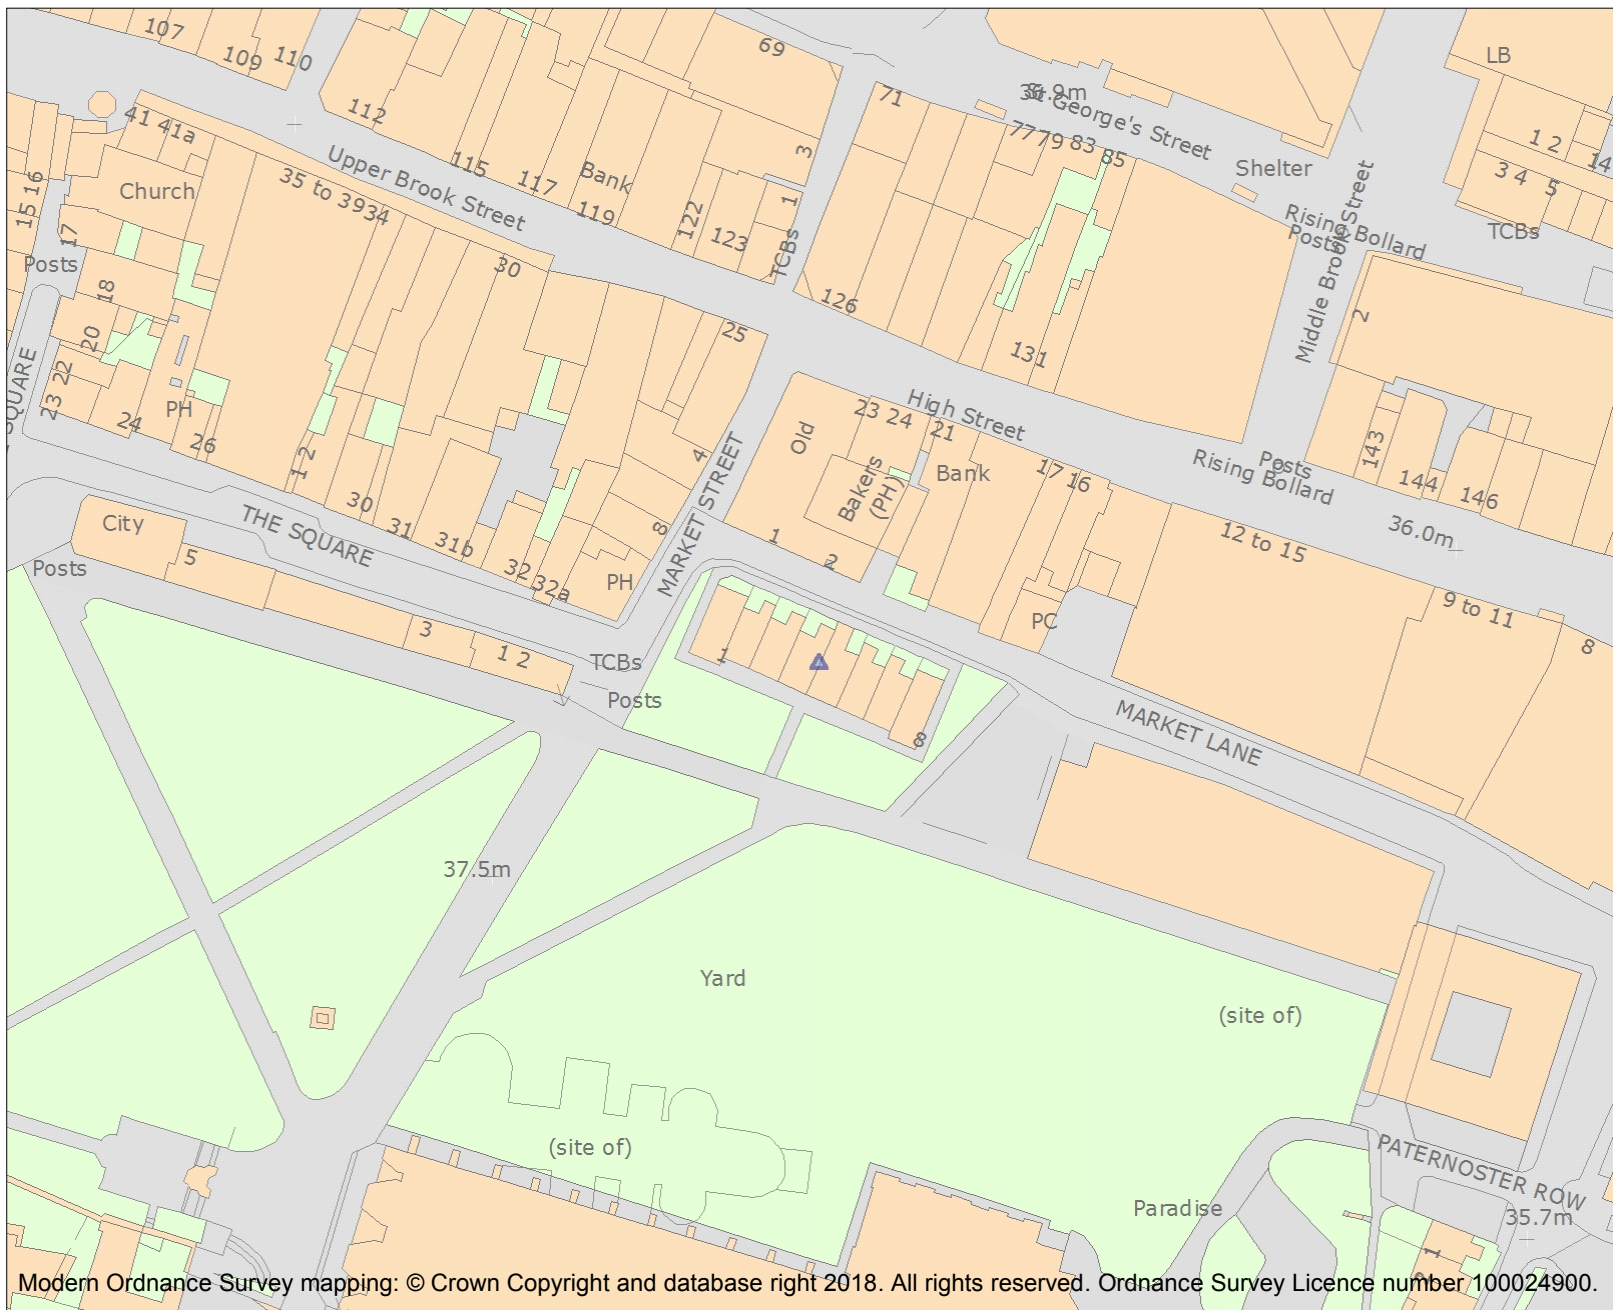 107
109
110
69
LB
112
71
36.9m
St George's Street
41 41a
77 79 83 85
1 2
14
Upper Brook Street
115
Bank
3
Shelter
3 4
5
Church
35 to 39 34
117
119
122
123
1
TCBs
15 16
17
Posts
Rising Bollard
Posts
TCBs
Middle Brook Street
18
30
126
2
20
25
131
22
23
SQUARE
24
PH
26
High Street
23 24
21
Old
Bakers
(PH)
Bank
17 16
4
MARKET STREET
Posts
Rising Bollard
143
144
146
1 2
30
31
31b
32
32a
8
PH
City
5
THE SQUARE
Posts
1
2
36.0m
12 to 15
9 to 11
8
PC
3
1 2
TCBs
Posts
1
8
MARKET LANE
37.5m
Yard
(site of)
(site of)
PATERNOSTER ROW
Paradise
35.7m
1
Modern Ordnance Survey mapping: © Crown Copyright and database right 2018. All rights reserved. Ordnance Survey Licence number 100024900.